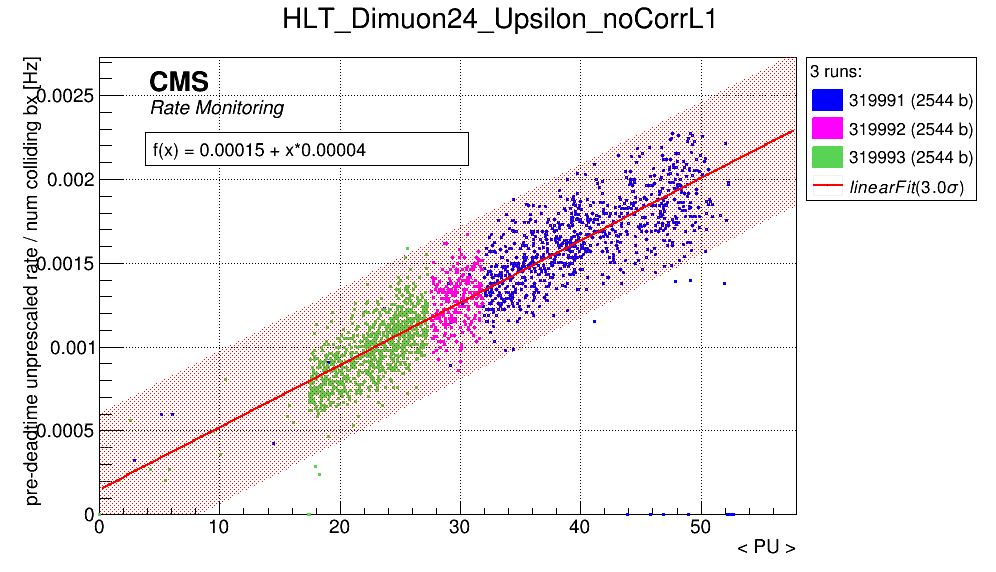 HLT_Dimuon24_Upsilon_noCorrL1
pre-deadtime unprescaled rate / num colliding bx [Hz]
CMS
Rate Monitoring
f(x) = 0.00015 + x*0.00004
0.0025
0.002
0.0015
0.001
0.0005
0
0 10 20 30 40 50
< PU >
3 runs:
319991 (2544 b)
319992 (2544 b)
319993 (2544 b)
linearFit(3.0σ)